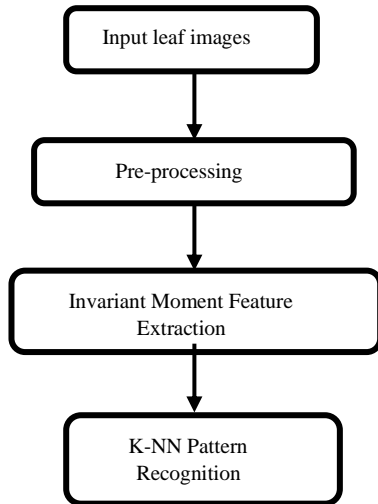 Input leaf images
Pre-processing
Invariant Moment Feature
Extraction
K-NN Pattern
Recognition